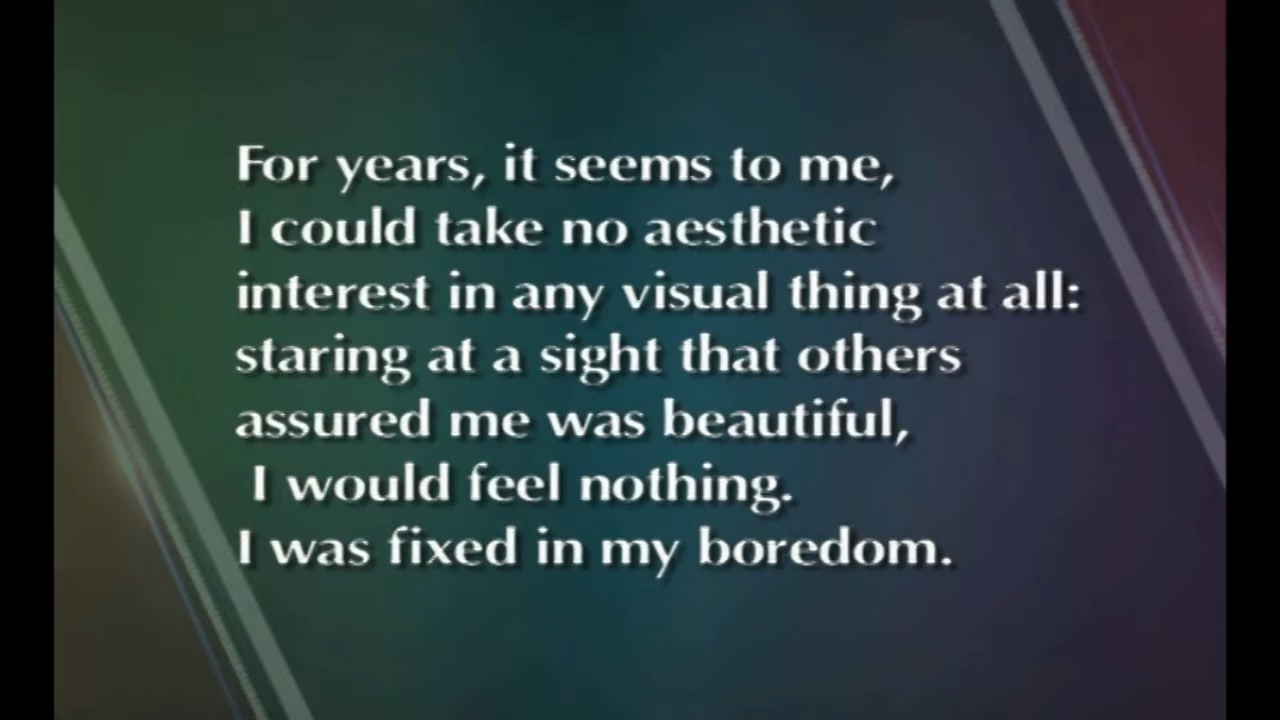 For years, it seems to me,
I could take no aesthetic
interest in any visual thing at all:
staring at a sight that others
assured me was beautiful,
I would feel nothing.
I was fixed in my boredom.